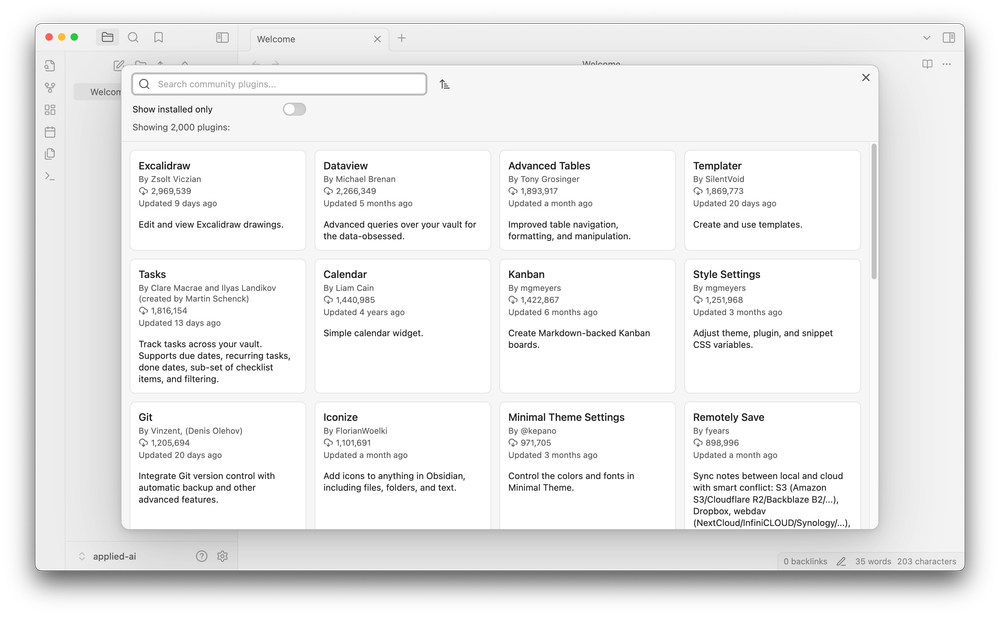 Welcome
Welcome
Welcom
Search community plugins...
Show installed only
Showing 2,000 plugins:
Excalidraw
By Zsolt Viczian
2,969,539
Updated 9 days ago
Edit and view Excalidraw drawings.
Dataview
By Michael Brenan
2,266,349
Updated 5 months ago
Advanced queries over your vault for
the data-obsessed.
Advanced Tables
By Tony Grosinger
1,893,917
Updated a month ago
Improved table navigation,
formatting, and manipulation.
Templater
By SilentVoid
1,869,773
Updated 20 days ago
Create and use templates.
Tasks
By Clare Macrae and Ilyas Landikov
(created by Martin Schenck)
1,816,154
Updated 13 days ago
Track tasks across your vault.
Supports due dates, recurring tasks,
done dates, sub-set of checklist
items, and filtering.
Calendar
By Liam Cain
1,440,985
Updated 4 years ago
Simple calendar widget.
Kanban
By mgmeyers
1,422,867
Updated 6 months ago
Create Markdown-backed Kanban
boards.
Style Settings
By mgmeyers
1,251,968
Updated 3 months ago
Adjust theme, plugin, and snippet
CSS variables.
Git
By Vinzent, (Denis Olehov)
1,205,694
Updated 20 days ago
Integrate Git version control with
automatic backup and other
advanced features.
Iconize
By FlorianWoelki
1,101,691
Updated a month ago
Add icons to anything in Obsidian,
including files, folders, and text.
Minimal Theme Settings
By @kepano
971,705
Updated 3 months ago
Control the colors and fonts in
Minimal Theme.
Remotely Save
By fyears
898,996
Updated a month ago
Sync notes between local and cloud
with smart conflict: S3 (Amazon
S3/Cloudflare R2/Backblaze B2/...),
Dropbox, webdav
(NextCloud/InfiniCLOUD/Synology/...),
applied-ai
0 backlinks
35 words
203 characters